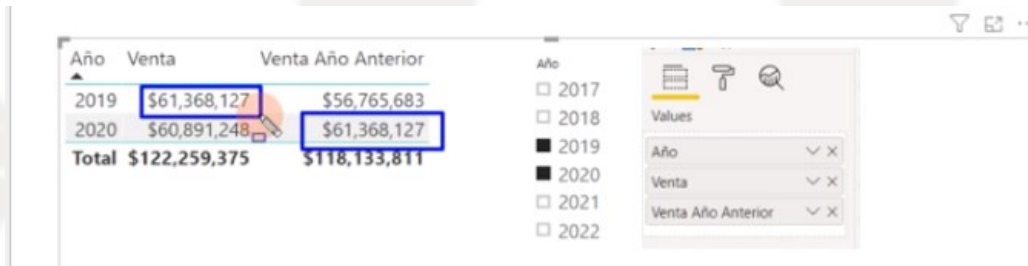 Año Venta Venta Año Anterior
2019 $61,368,127 $56,765,683
2020 $60,891,248 $61,368,127
Total $122,259,375 $118,133,811
Año
2017
2018
2019
2020
2021
2022
Values
Año
Venta
Venta Año Anterior